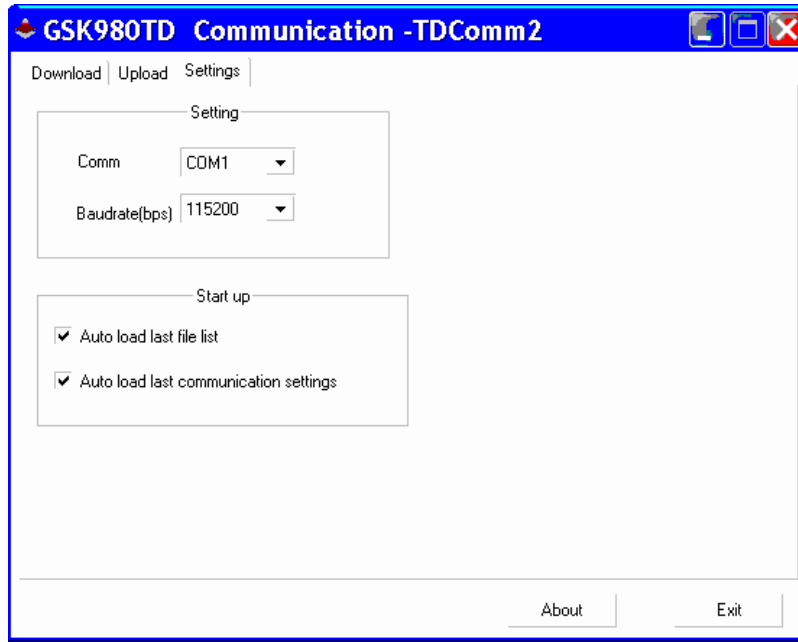 GSK980TD Communication -TDComm2
Download Upload Settings
Setting
Comm COM1
Baudrate(bps) 115200
Start up
Auto load last file list
Auto load last communication settings
About Exit